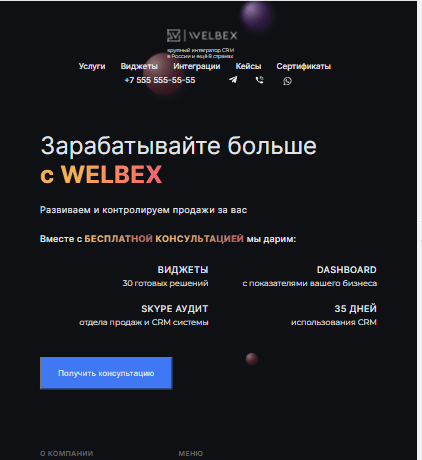 WELBEX
крупный интегратор CRM
в России и ещё 8 странах
Услуги Виджеты Интеграции Кейсы Сертификаты
+7 555 555-55-55
Зарабатывайте больше
с WELBEX
Развиваем и контролируем продажи за вас
Вместе с БЕСПЛАТНОЙ КОНСУЛЬТАЦИЕЙ мы дарим:
ВИДЖЕТЫ DASHBOARD
30 готовых решений с показателями вашего бизнеса
SKYPE АУДИТ 35 ДНЕЙ
отдела продаж и CRM системы использования CRM
Получить консультацию
О КОМПАНИИ МЕНЮ